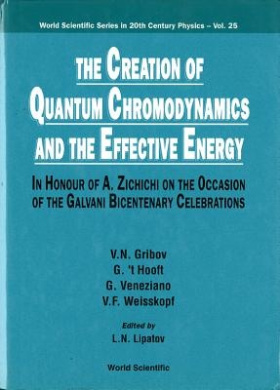 World Scientific Series in 20th Century Physics – Vol. 25
THE CREATION OF
QUANTUM CHROMODYNAMICS
AND THE EFFECTIVE ENERGY
IN HONOUR OF A. ZICHICHI ON THE OCCASION
OF THE GALVANI BICENTENARY CELEBRATIONS
V.N. Gribov
G. 't Hooft
G. Veneziano
V.F. Weisskopf
Edited by
L.N. Lipatov
World Scientific